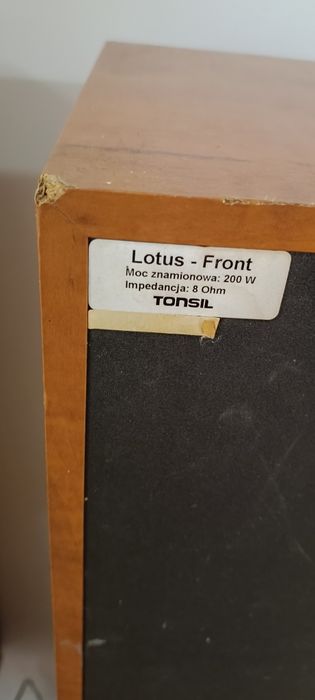 Lotus - Front
Moc znamionowa: 200 W
Impedancja: 8 Ohm
TONSIL